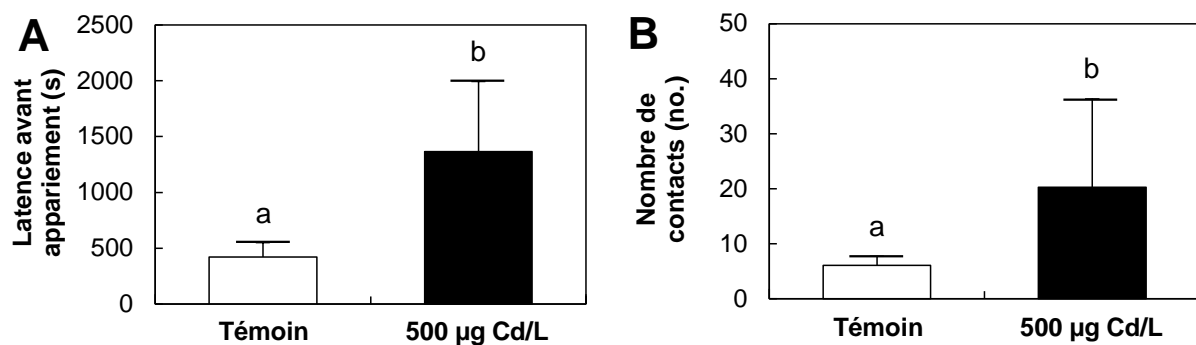 A
Latence avant
appariement (s)
2500
2000
1500
1000
500
0
a
b
Témoin
500 µg Cd/L
B
Nombre de
contacts (no.)
50
40
30
20
10
0
a
b
Témoin
500 µg Cd/L